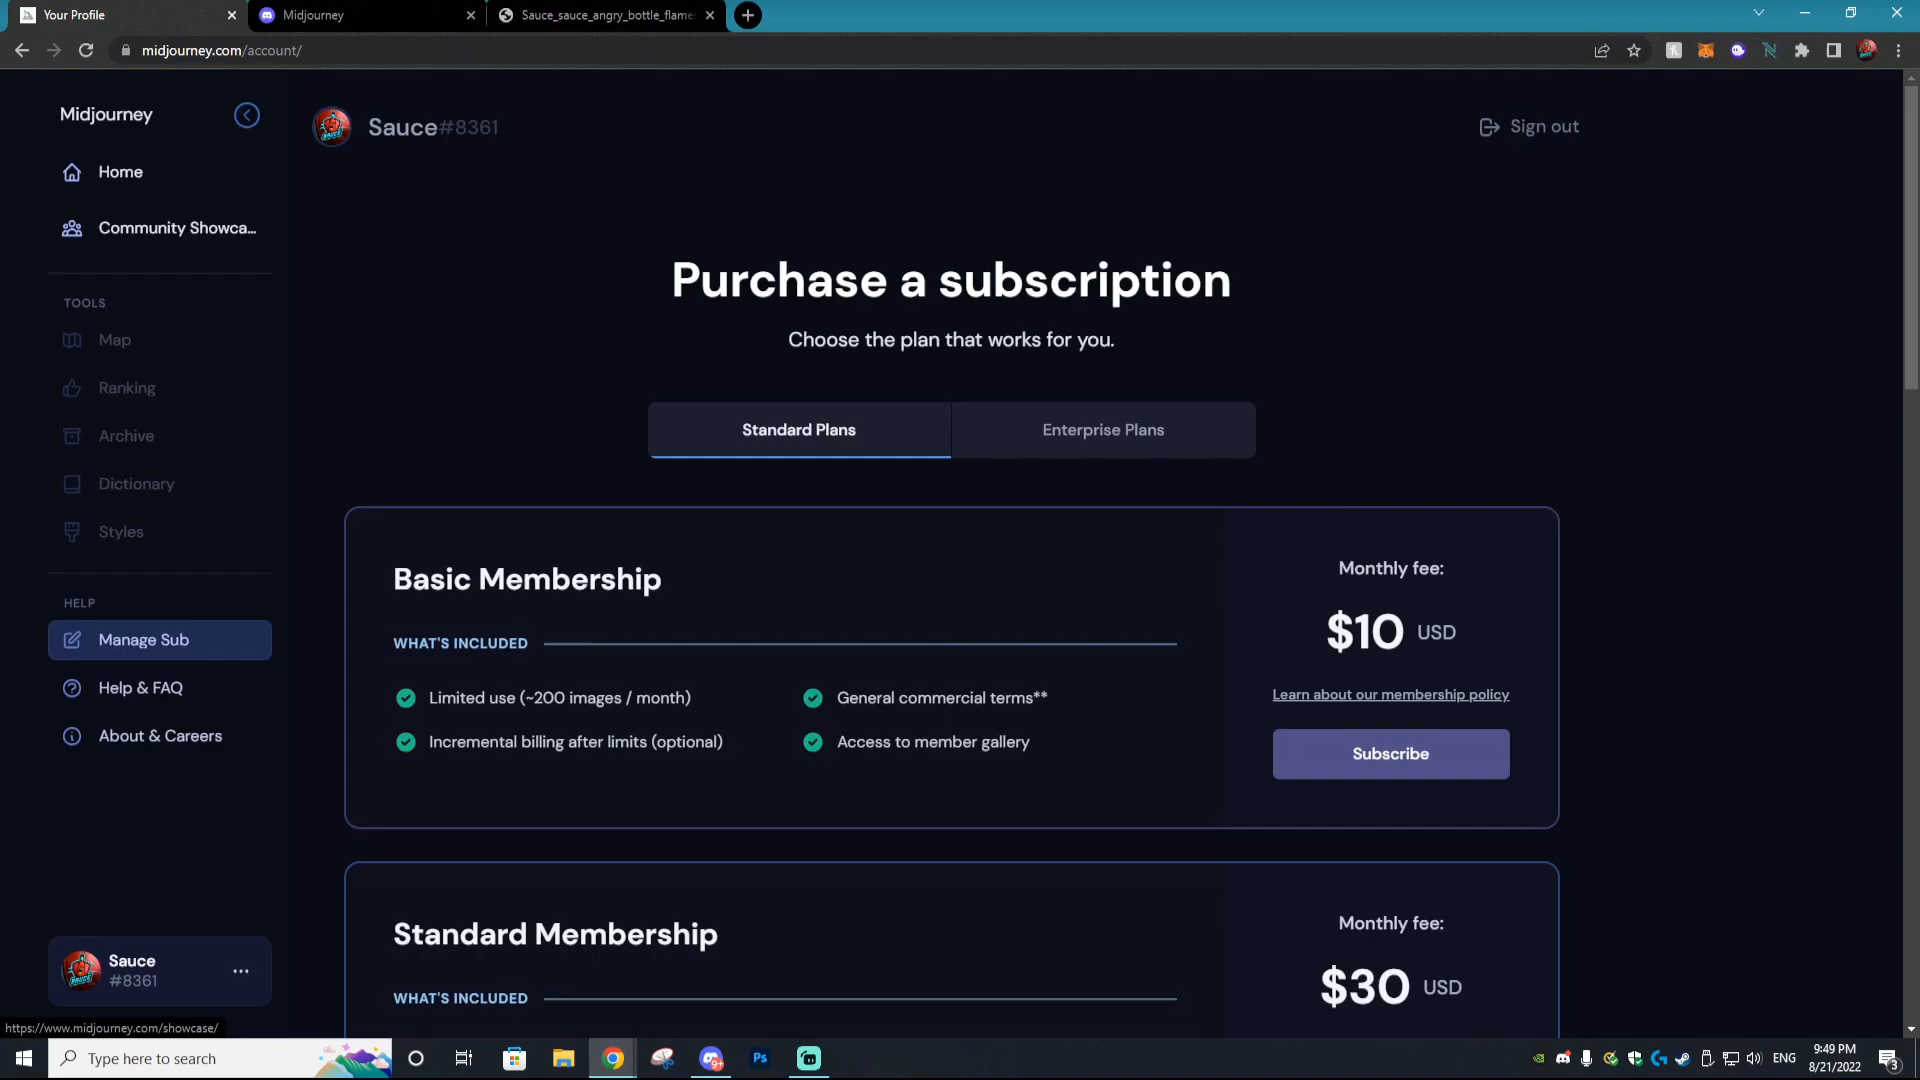 Your Profile
Midjourney
Sauce_sauce_angry_bottle_flame
midjourney.com/account/
Midjourney
Sauce#8361
Sign out
Home
Community Showca...
TOOLS
Map
Ranking
Archive
Dictionary
Styles
HELP
Manage Sub
Help & FAQ
About & Careers
Purchase a subscription
Choose the plan that works for you.
Standard Plans
Enterprise Plans
Basic Membership
WHAT'S INCLUDED
Limited use (~200 images / month)
General commercial terms**
Incremental billing after limits (optional)
Access to member gallery
Monthly fee:
$10 USD
Learn about our membership policy
Subscribe
Standard Membership
WHAT'S INCLUDED
Monthly fee:
$30 USD
Sauce
#8361
https://www.midjourney.com/showcase/
Type here to search
9+
Ps
ENG
9:49 PM
8/21/2022
3